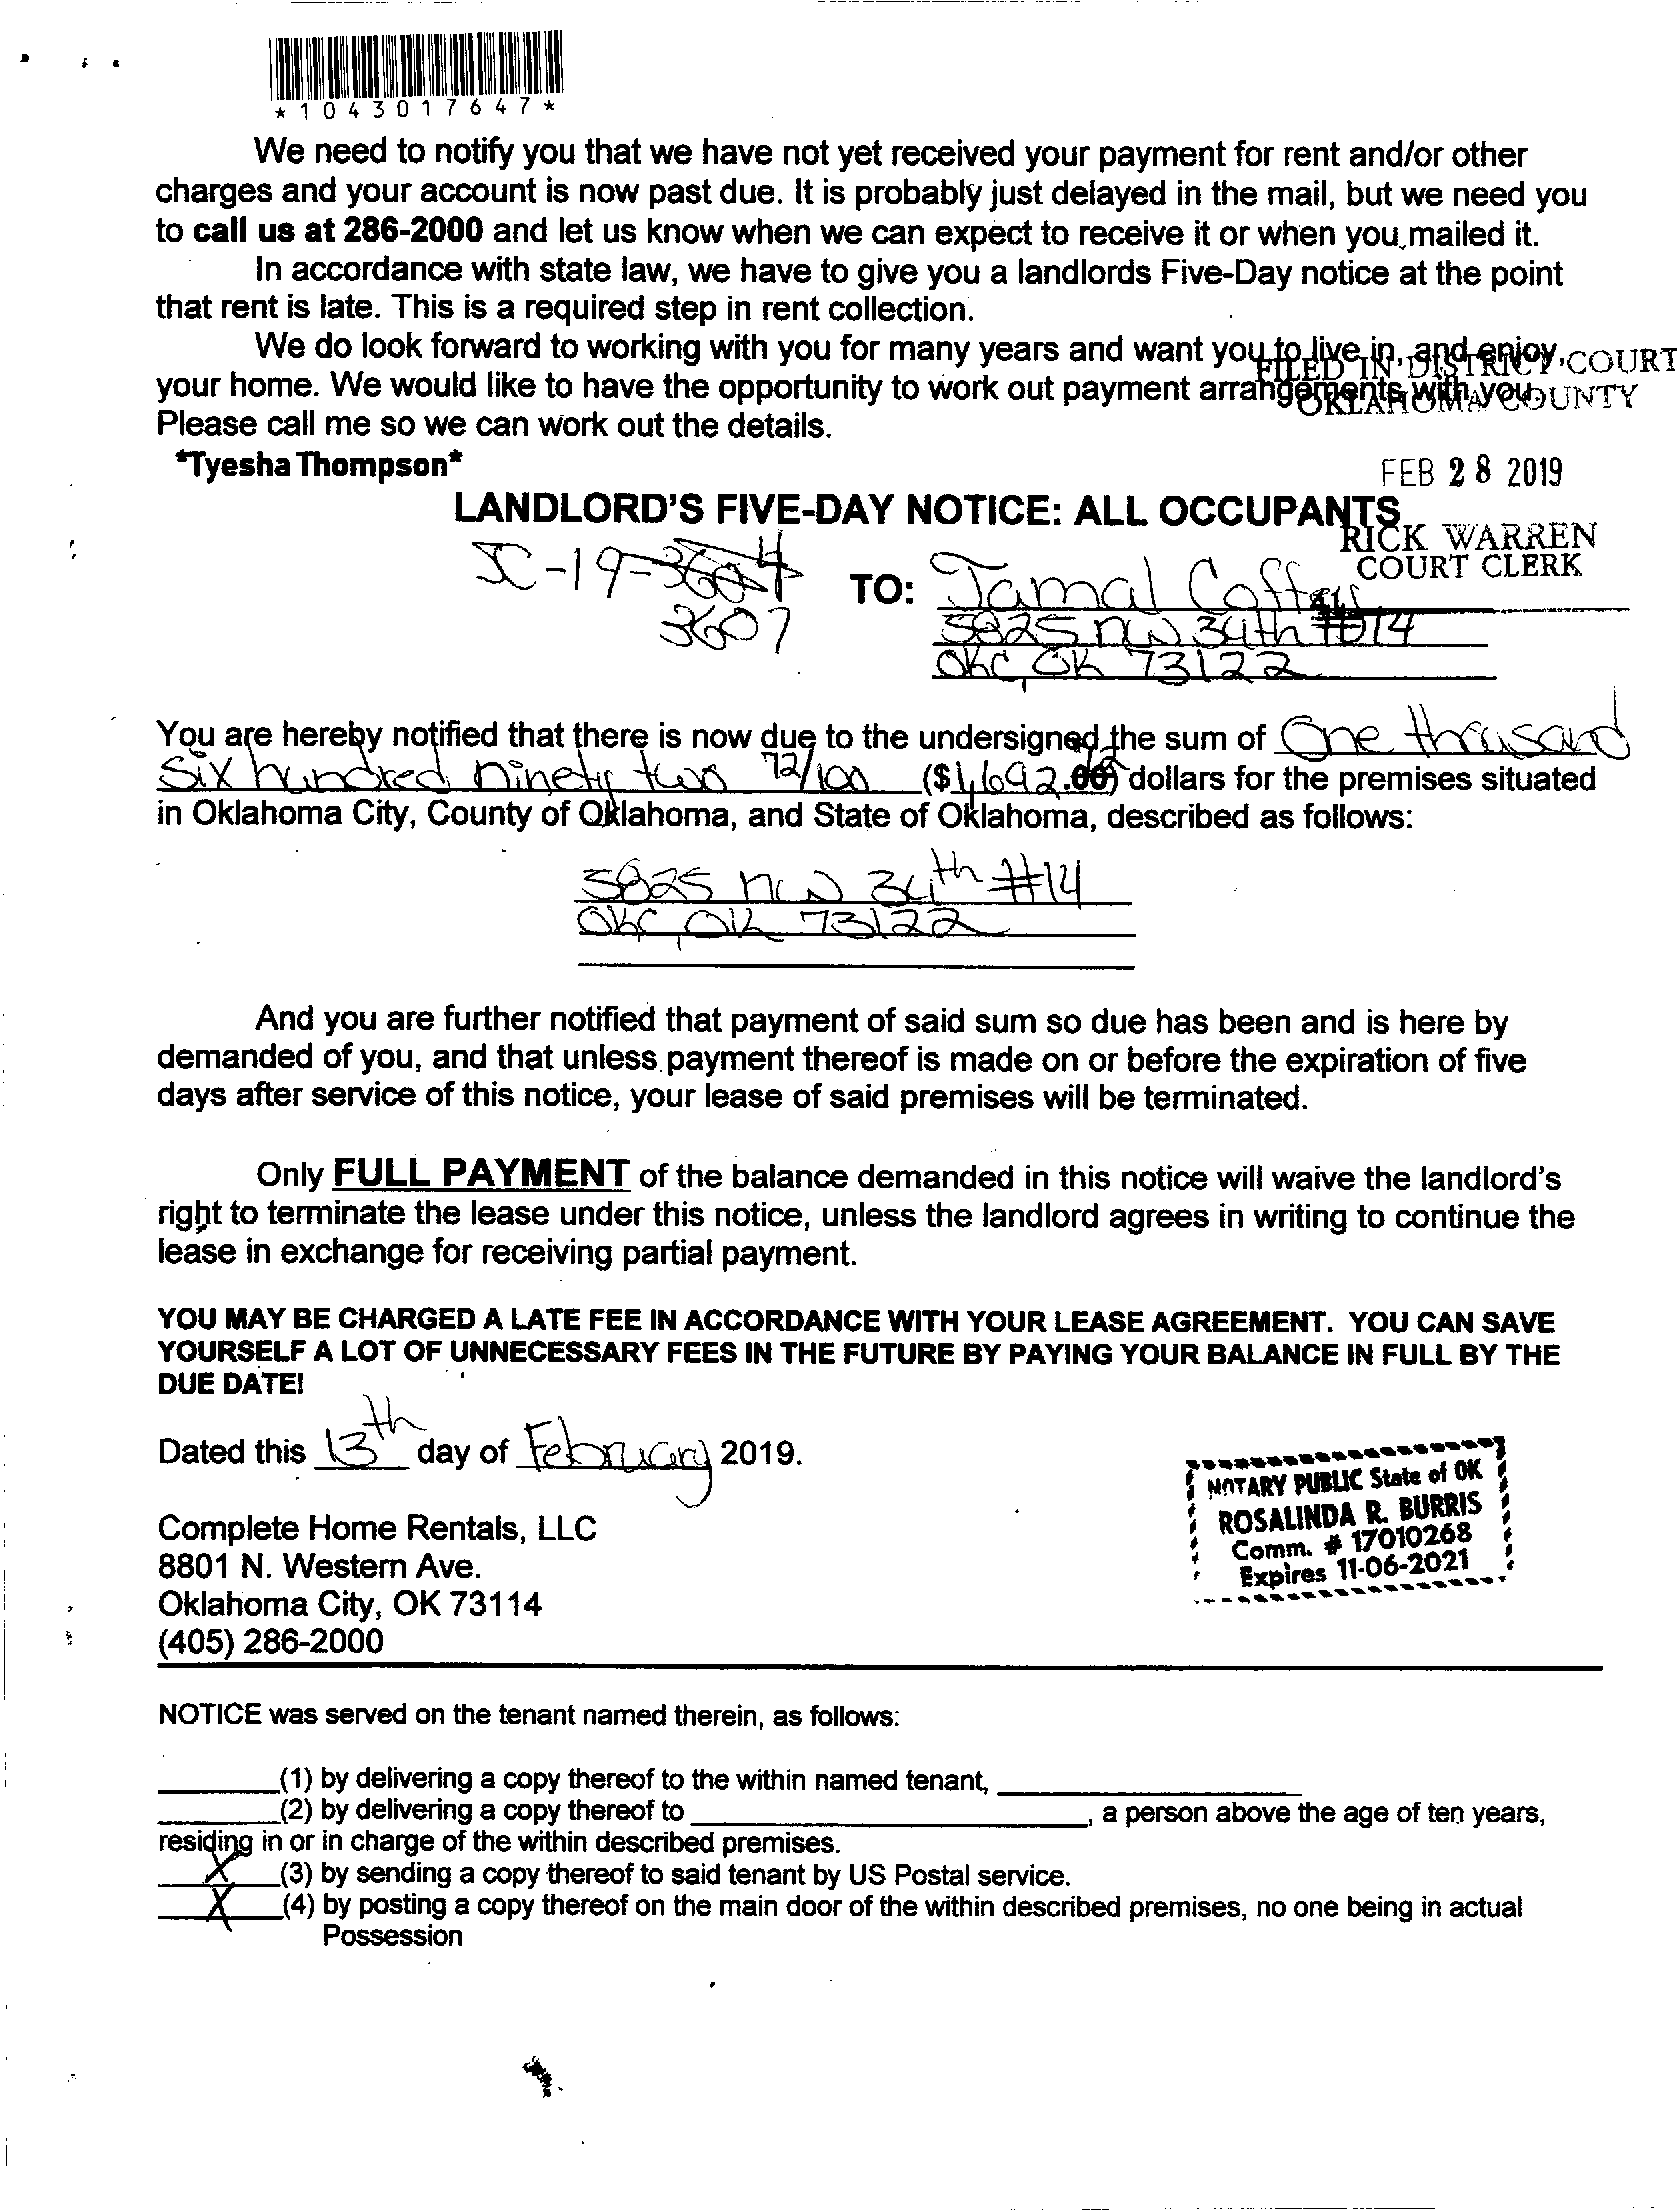 *1043017647*
We need to notify you that we have not yet received your payment for rent and/or other
charges and your account is now past due. It is probably just delayed in the mail, but we need you
to call us at 286-2000 and let us know when we can expect to receive it or when you mailed it.
In accordance with state law, we have to give you a landlords Five-Day notice at the point
that rent is late. This is a required step in rent collection.
We do look forward to working with you for many years and want you to live in, and enjoy,
your home. We would like to have the opportunity to work out payment arrangements with you.
Please call me so we can work out the details.
FILED IN DISTRICT COURT
OKLAHOMA COUNTY
*Tyesha Thompson*
FEB 28 2019
LANDLORD'S FIVE-DAY NOTICE: ALL OCCUPANTS
RICK WARREN
COURT CLERK
SC-19-3604
3607
TO: Jamal Coffey
5825 NW 34th #14
OKC, OK 73122
You are hereby notified that there is now due to the undersigned the sum of One thousand
Six hundred Ninety two 72/100 ($1,692.72) dollars for the premises situated
in Oklahoma City, County of Oklahoma, and State of Oklahoma, described as follows:
5825 NW 34th #14
OKC, OK 73122
And you are further notified that payment of said sum so due has been and is here by
demanded of you, and that unless payment thereof is made on or before the expiration of five
days after service of this notice, your lease of said premises will be terminated.
Only FULL PAYMENT of the balance demanded in this notice will waive the landlord's
right to terminate the lease under this notice, unless the landlord agrees in writing to continue the
lease in exchange for receiving partial payment.
YOU MAY BE CHARGED A LATE FEE IN ACCORDANCE WITH YOUR LEASE AGREEMENT. YOU CAN SAVE
YOURSELF A LOT OF UNNECESSARY FEES IN THE FUTURE BY PAYING YOUR BALANCE IN FULL BY THE
DUE DATE!
Dated this 13th day of February 2019.
NOTARY PUBLIC State of OK
ROSALINDA R. BURRIS
Comm. # 17010268
Expires 11-06-2021
Complete Home Rentals, LLC
8801 N. Western Ave.
Oklahoma City, OK 73114
(405) 286-2000
NOTICE was served on the tenant named therein, as follows:
(1) by delivering a copy thereof to the within named tenant,
(2) by delivering a copy thereof to , a person above the age of ten years,
residing in or in charge of the within described premises.
X (3) by sending a copy thereof to said tenant by US Postal service.
X (4) by posting a copy thereof on the main door of the within described premises, no one being in actual
Possession